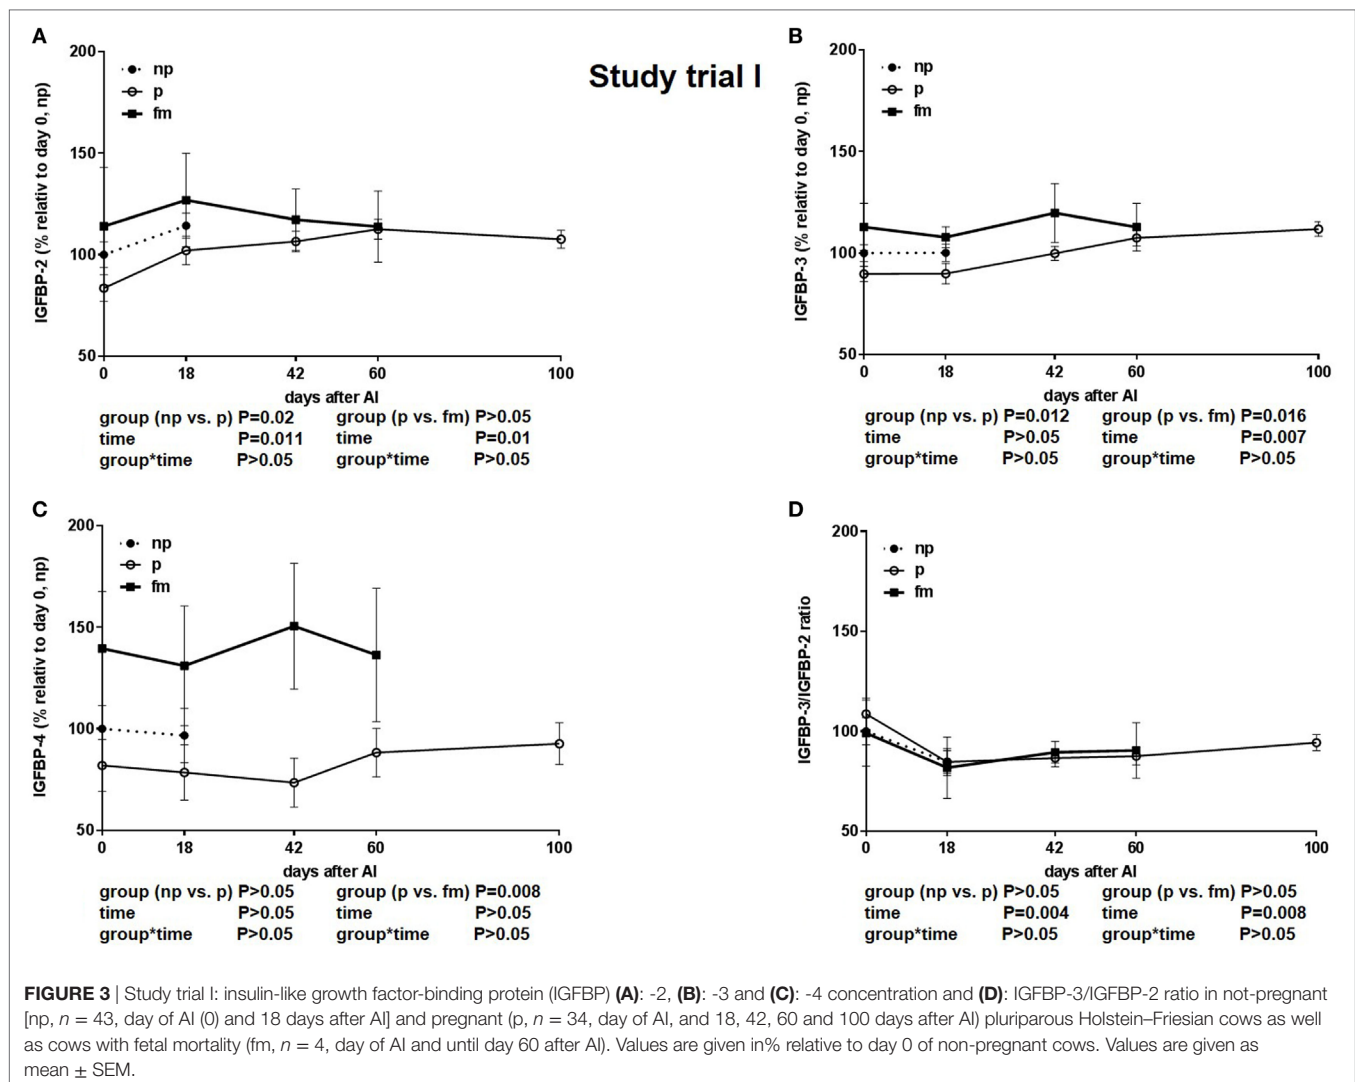 A
B
Study trial I
200
150
100
50
IGFBP-2 (% relativ to day 0, np)
np
p
fm
0 18 42 60 100
days after AI
group (np vs. p) P=0.02 group (p vs. fm) P>0.05
time P=0.011 time P=0.01
group*time P>0.05 group*time P>0.05
200
150
100
50
IGFBP-3 (% relativ to day 0, np)
np
p
fm
0 18 42 60 100
days after AI
group (np vs. p) P=0.012 group (p vs. fm) P=0.016
time P>0.05 time P=0.007
group*time P>0.05 group*time P>0.05
C
200
150
100
50
IGFBP-4 (% relative to day 0, np)
np
p
fm
0 18 42 60 100
days after AI
group (np vs. p) P>0.05 group (p vs. fm) P=0.008
time P>0.05 time P>0.05
group*time P>0.05 group*time P>0.05
D
200
150
100
50
IGFBP-3/IGFBP-2 ratio
np
p
fm
0 18 42 60 100
days after AI
group (np vs. p) P>0.05 group (p vs. fm) P>0.05
time P=0.004 time P=0.008
group*time P>0.05 group*time P>0.05
FIGURE 3 | Study trial I: insulin-like growth factor-binding protein (IGFBP) (A): -2, (B): -3 and (C): -4 concentration and (D): IGFBP-3/IGFBP-2 ratio in not-pregnant
[np, n = 43, day of AI (0) and 18 days after AI] and pregnant (p, n = 34, day of AI, and 18, 42, 60 and 100 days after AI) pluriparous Holstein–Friesian cows as well
as cows with fetal mortality (fm, n = 4, day of AI and until day 60 after AI). Values are given in% relative to day 0 of non-pregnant cows. Values are given as
mean ± SEM.